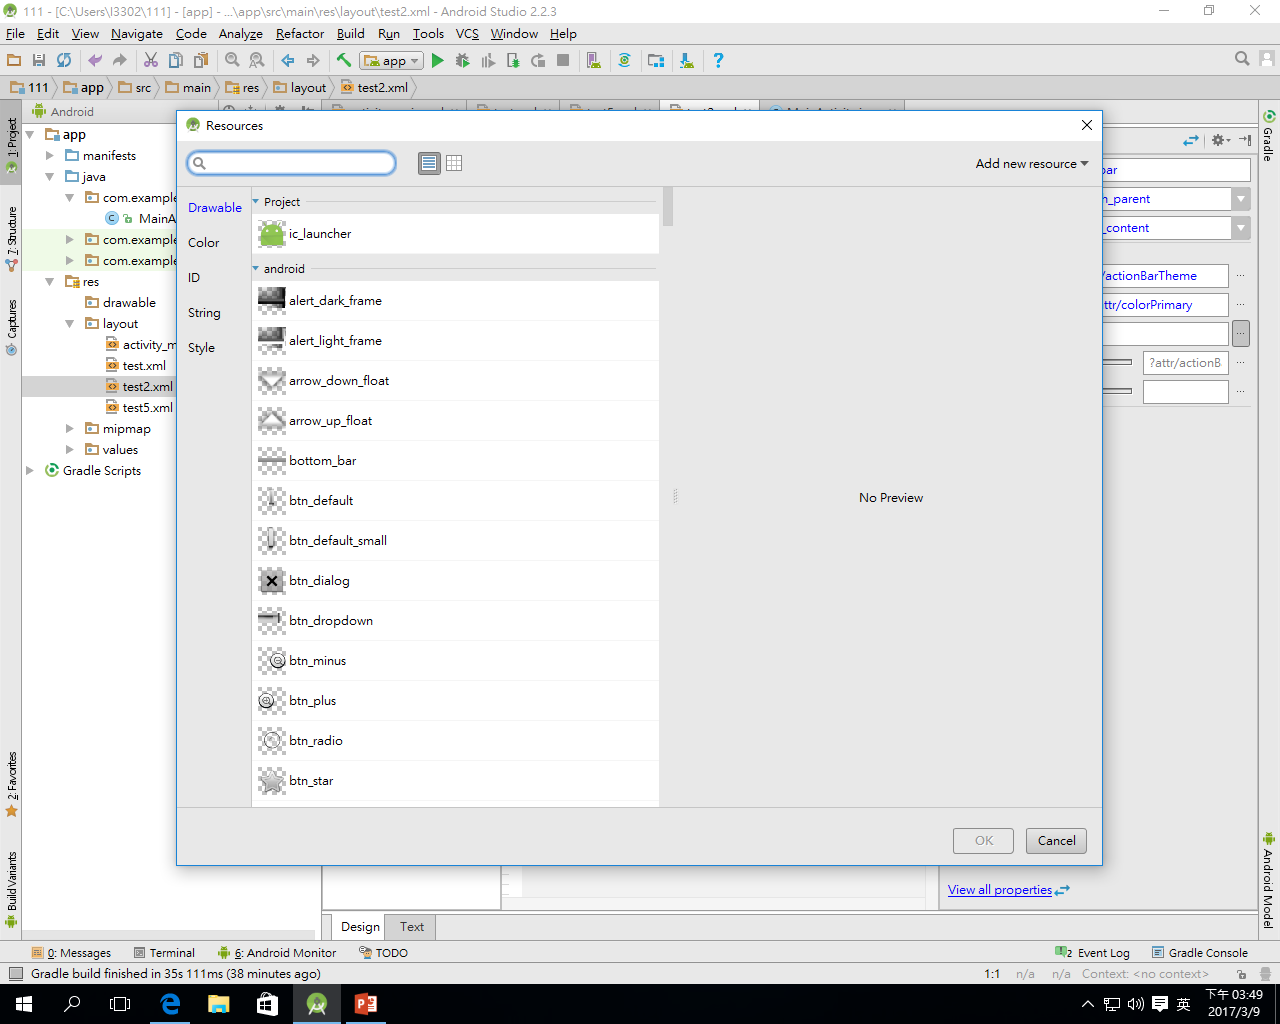 111 - [C:\Users\I3302\111] - [app] - ...\app\src\main\res\layout\test2.xml - Android Studio 2.2.3
File Edit View Navigate Code Analyze Refactor Build Run Tools VCS Window Help
app
111 app src main res layout test2.xml
1: Project
7: Structure
Captures
2: Favorites
Build Variants
Android
app
manifests
java
com.example
MainA
com.example
com.example
res
drawable
layout
activity_m
test.xml
test2.xml
test5.xml
mipmap
values
Gradle Scripts
Resources
Add new resource
Drawable
Color
ID
String
Style
Project
ic_launcher
android
alert_dark_frame
alert_light_frame
arrow_down_float
arrow_up_float
bottom_bar
btn_default
btn_default_small
btn_dialog
btn_dropdown
btn_minus
btn_plus
btn_radio
btn_star
No Preview
OK Cancel
bar
h_parent
_content
/actionBarTheme
attr/colorPrimary
?attr/actionB
View all properties
Gradle
Android Model
Design Text
0: Messages Terminal 6: Android Monitor TODO 2 Event Log Gradle Console
Gradle build finished in 35s 111ms (38 minutes ago) 1:1 n/a n/a Context: <no context>
英
下午 03:49
2017/3/9